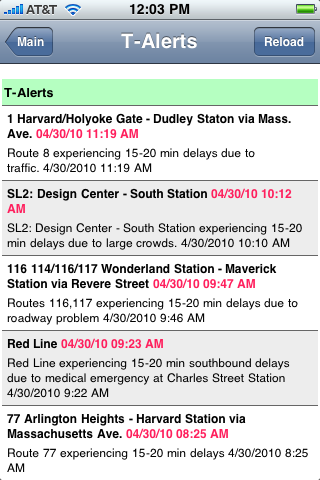 AT&T 12:03 PM
Main T-Alerts Reload
T-Alerts
1 Harvard/Holyoke Gate - Dudley Staton via Mass.
Ave. 04/30/10 11:19 AM
Route 8 experiencing 15-20 min delays due to
traffic. 4/30/2010 11:19 AM
SL2: Design Center - South Station 04/30/10 10:12
AM
SL2: Design Center - South Station experiencing 15-20
min delays due to large crowds. 4/30/2010 10:10 AM
116 114/116/117 Wonderland Station - Maverick
Station via Revere Street 04/30/10 09:47 AM
Routes 116,117 experiencing 15-20 min delays due to
roadway problem 4/30/2010 9:46 AM
Red Line 04/30/10 09:23 AM
Red Line experiencing 15-20 min southbound delays
due to medical emergency at Charles Street Station
4/30/2010 9:22 AM
77 Arlington Heights - Harvard Station via
Massachusetts Ave. 04/30/10 08:25 AM
Route 77 experiencing 15-20 min delays 4/30/2010 8:25
AM